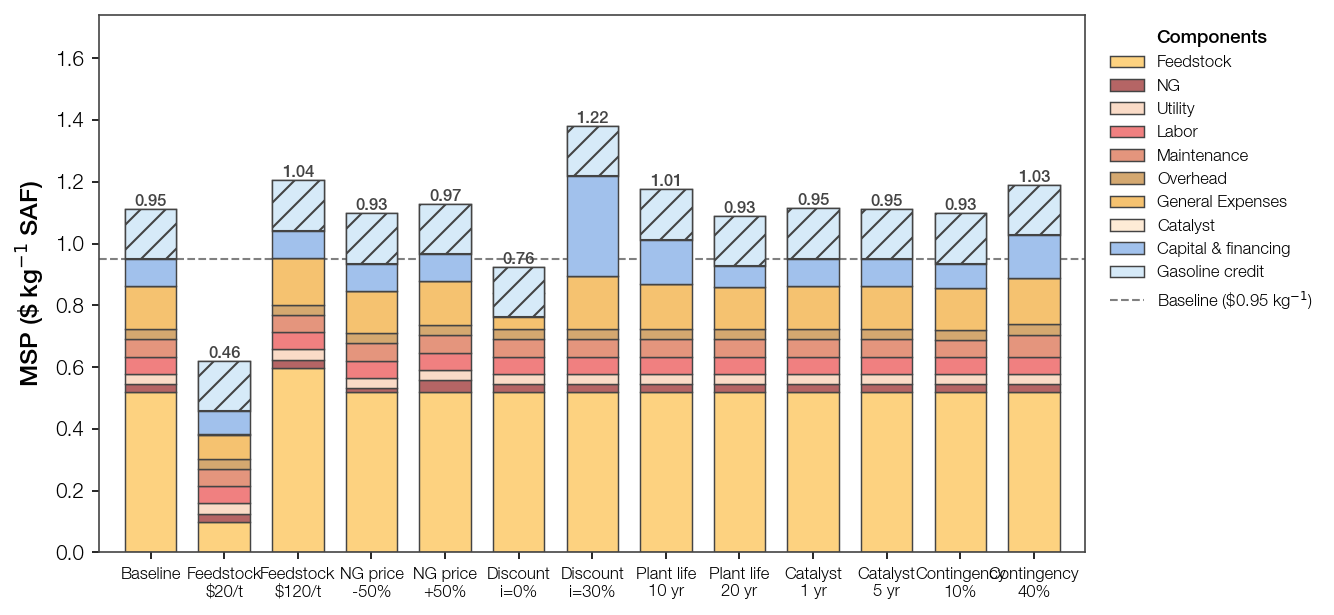 MSP ($ kg⁻¹ SAF)
1.6
1.4
1.2
1.0
0.8
0.6
0.4
0.2
0.0
0.95
0.46
1.04
0.93
0.97
0.76
1.22
1.01
0.93
0.95
0.95
0.93
1.03
Baseline
Feedstock
$20/t
Feedstock
$120/t
NG price
-50%
NG price
+50%
Discount
i=0%
Discount
i=30%
Plant life
10 yr
Plant life
20 yr
Catalyst
1 yr
Catalyst
5 yr
Contingency
10%
Contingency
40%
Components
Feedstock
NG
Utility
Labor
Maintenance
Overhead
General Expenses
Catalyst
Capital & financing
Gasoline credit
Baseline ($0.95 kg⁻¹)